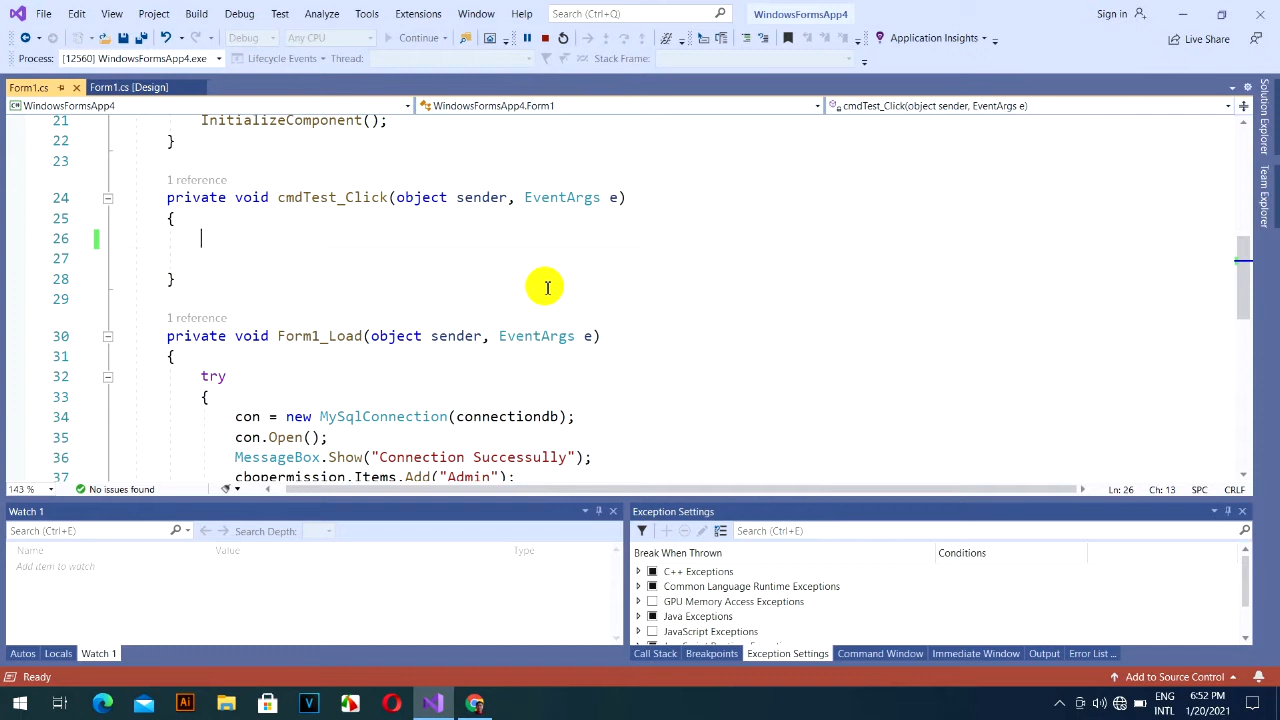 File Edit View Project Build Debug Test Analyze Tools Extensions Window Help Search (Ctrl+Q) WindowsFormsApp4 Sign in
Debug Any CPU Continue Application Insights Live Share
Process: [12560] WindowsFormsApp4.exe Lifecycle Events Thread: Stack Frame:
Form1.cs Form1.cs [Design]
WindowsFormsApp4 WindowsFormsApp4.Form1 cmdTest_Click(object sender, EventArgs e)
21 InitializeComponent();
22 }
23
1 reference
24 private void cmdTest_Click(object sender, EventArgs e)
25 {
26
27
28 }
29
1 reference
30 private void Form1_Load(object sender, EventArgs e)
31 {
32 try
33 {
34 con = new MySqlConnection(connectiondb);
35 con.Open();
36 MessageBox.Show("Connection Successully");
37 cbopermission.Items.Add("Admin");
143 % No issues found Ln: 26 Ch: 13 SPC CRLF
Solution Explorer
Team Explorer
Watch 1
Search (Ctrl+E) Search Depth:
Name Value Type
Add item to watch
Autos Locals Watch 1
Exception Settings
Search (Ctrl+E)
Break When Thrown Conditions
C++ Exceptions
Common Language Runtime Exceptions
GPU Memory Access Exceptions
Java Exceptions
JavaScript Exceptions
Call Stack Breakpoints Exception Settings Command Window Immediate Window Output Error List ...
Ready Add to Source Control
Ai V ENG 6:52 PM
INTL 1/20/2021